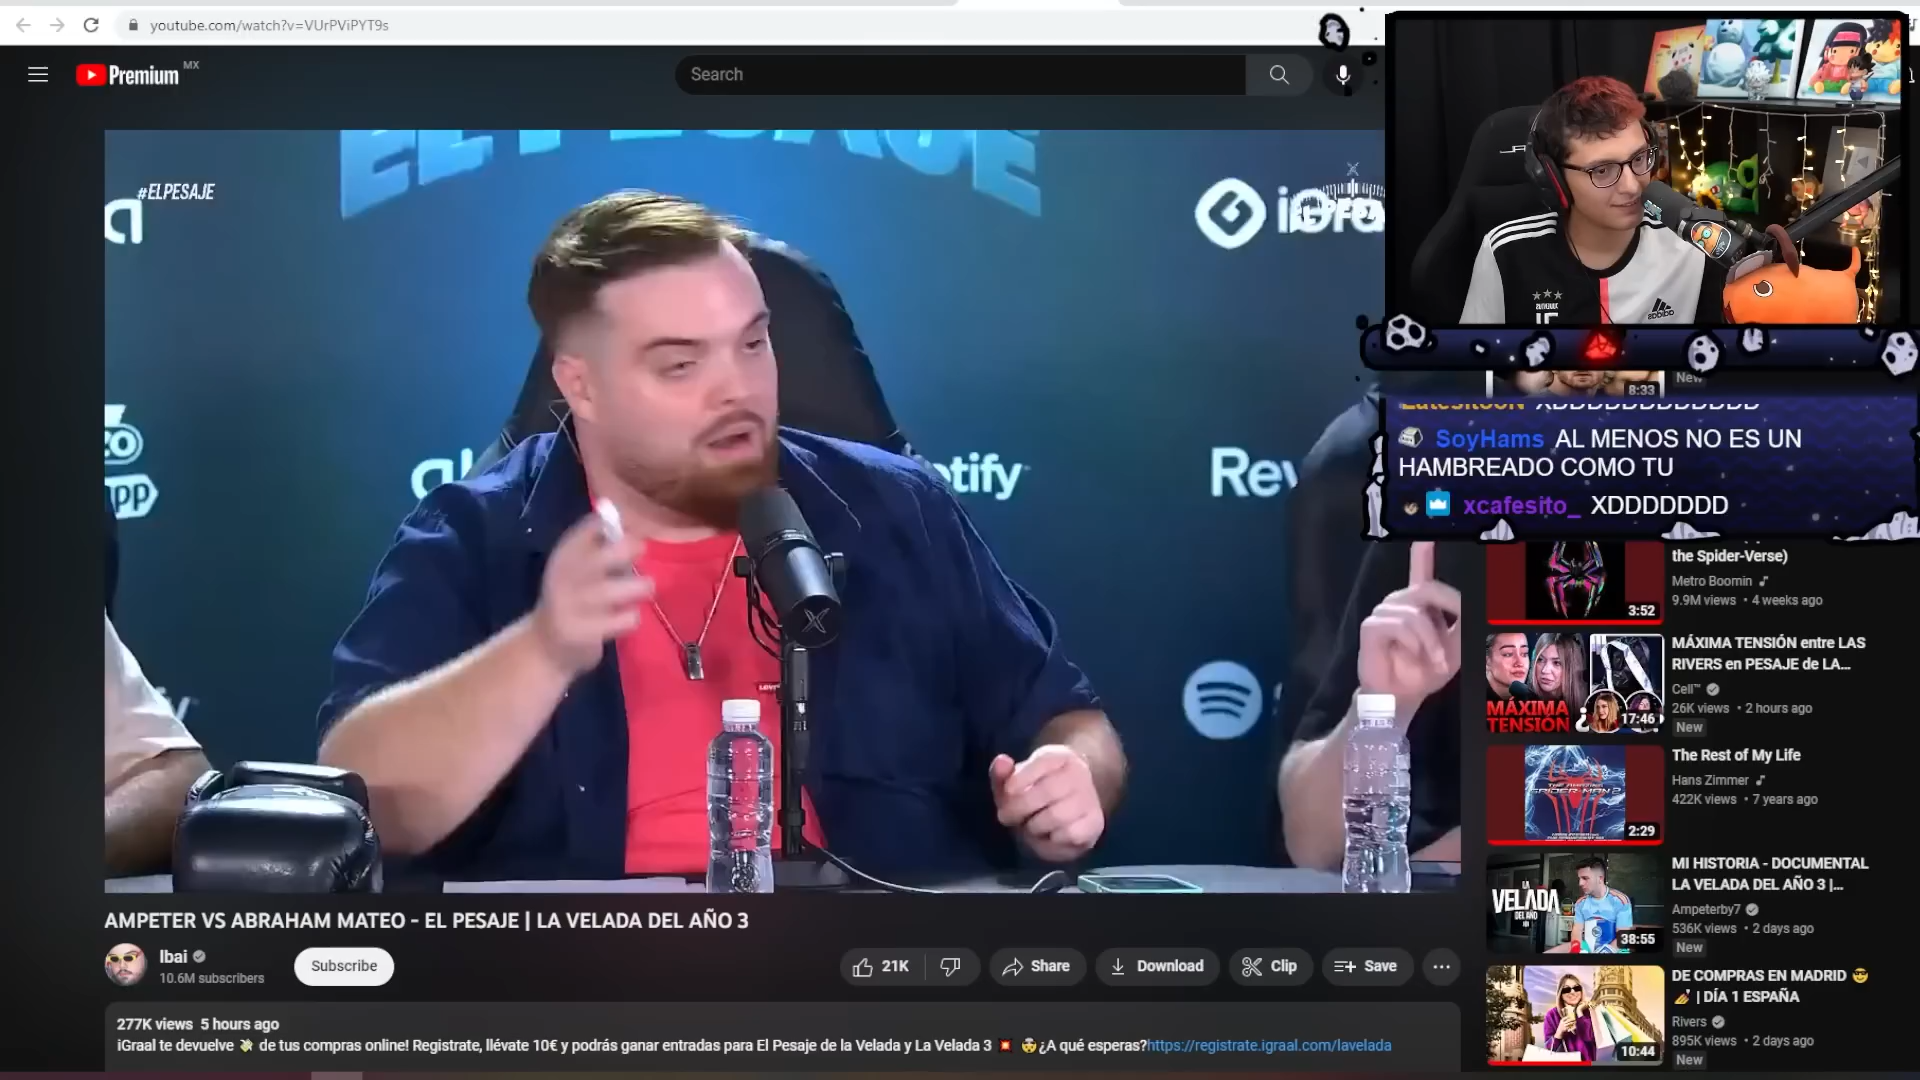 youtube.com/watch?v=VUrPViPYT9s
Premium MX
Search
#ELPESAJE
EL PESAJE
Rev
APP
8:33
New
SoyHams AL MENOS NO ES UN
HAMBREADO COMO TU
xcafesito_ XDDDDDDD
the Spider-Verse)
Metro Boomin
9.9M views • 4 weeks ago
3:52
MÁXIMA TENSIÓN entre LAS
RIVERS en PESAJE de LA...
Cell™
26K views • 2 hours ago
New
MÁXIMA
TENSIÓN
17:46
The Rest of My Life
Hans Zimmer
422K views • 7 years ago
2:29
MI HISTORIA - DOCUMENTAL
LA VELADA DEL AÑO 3 |...
Ampeterby7
536K views • 2 days ago
New
LA
VELADA
DEL AÑO
38:55
DE COMPRAS EN MADRID 😎
💅 | DÍA 1 ESPAÑA
Rivers
895K views • 2 days ago
New
10:44
AMPETER VS ABRAHAM MATEO - EL PESAJE | LA VELADA DEL AÑO 3
Ibai
10.6M subscribers
Subscribe
21K
Share
Download
Clip
Save
277K views 5 hours ago
iGraal te devuelve 💸 de tus compras online! Registrate, llévate 10€ y podrás ganar entradas para El Pesaje de la Velada y La Velada 3 💥 🤯¿A qué esperas?https://registrate.igraal.com/lavelada